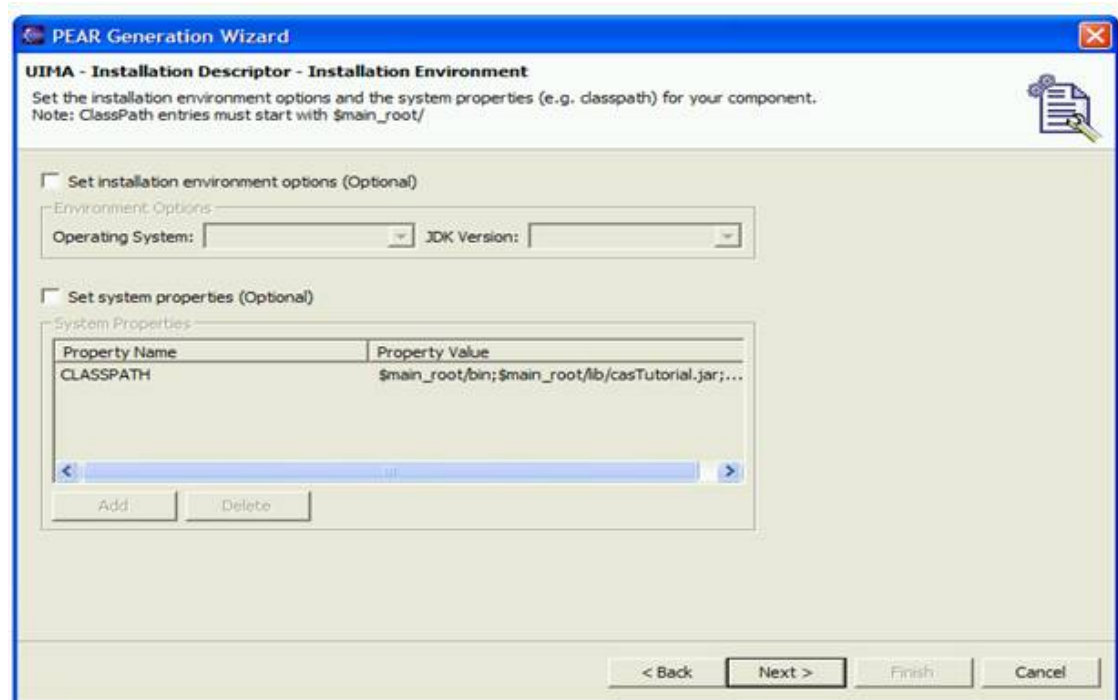 PEAR Generation Wizard
UIMA - Installation Descriptor - Installation Environment
Set the installation environment options and the system properties (e.g. classpath) for your component.
Note: ClassPath entries must start with $main_root/
Set installation environment options (Optional)
Environment Options
Operating System: JDK Version:
Set system properties (Optional)
System Properties
Property Name Property Value
CLASSPATH $main_root/bin;$main_root/lib/casTutorial.jar;...
Add Delete
< Back Next > Finish Cancel